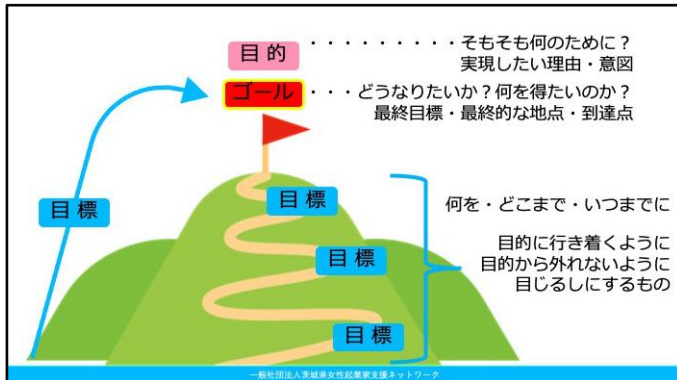 目的
・・・・・・・・・そもそも何のために？
実現したい理由・意図
ゴール
・・・どうなりたいか？何を得たいのか？
最終目標・最終的な地点・到達点
目標
目標
目標
目標
何を・どこまで・いつまでに
目的に行き着くように
目的から外れないように
目じるしにするもの
一般社団法人茨城県女性起業家支援ネットワーク